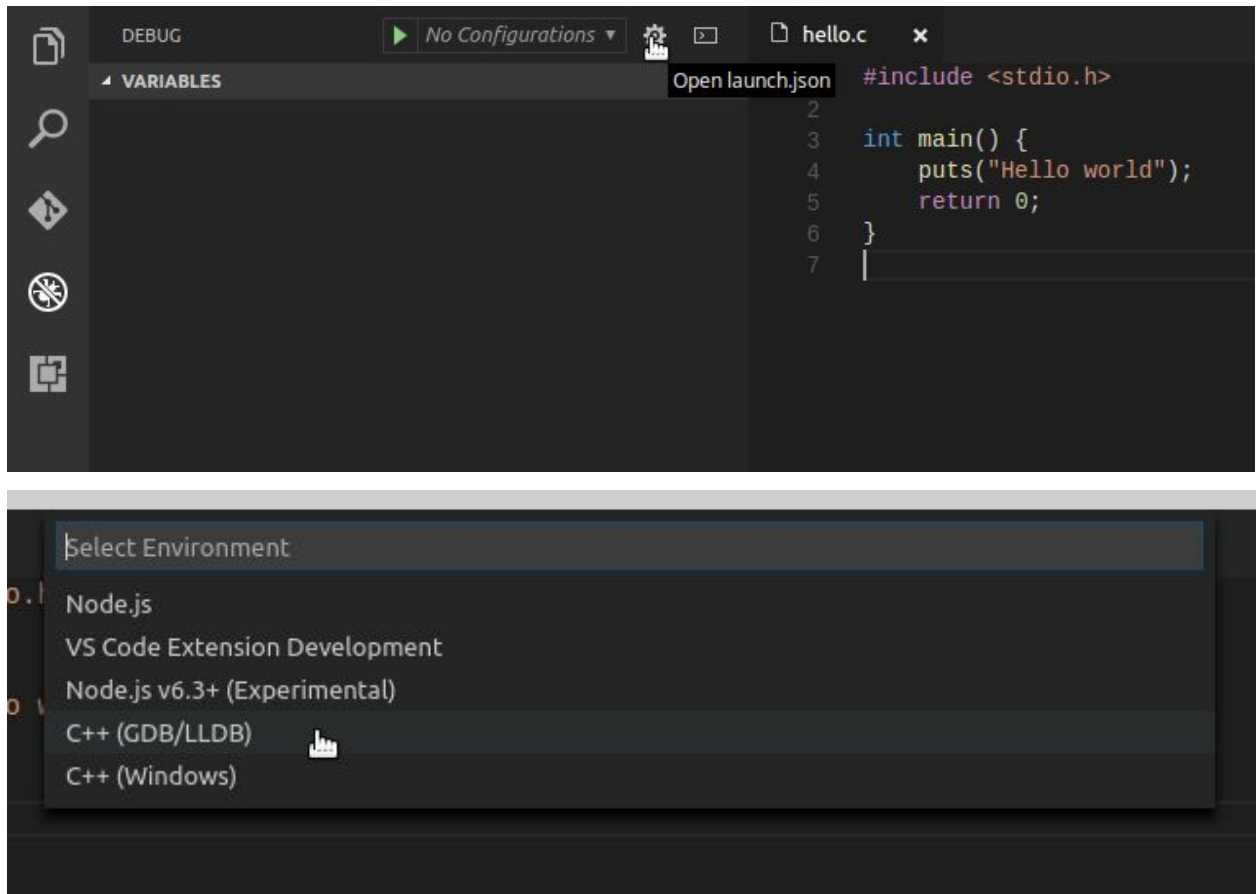 DEBUG No Configurations hello.c
VARIABLES Open launch.json #include <stdio.h>
2
3 int main() {
4 puts("Hello world");
5 return 0;
6 }
7
Select Environment
o.h
Node.js
VS Code Extension Development
Node.js v6.3+ (Experimental)
o w
C++ (GDB/LLDB)
C++ (Windows)